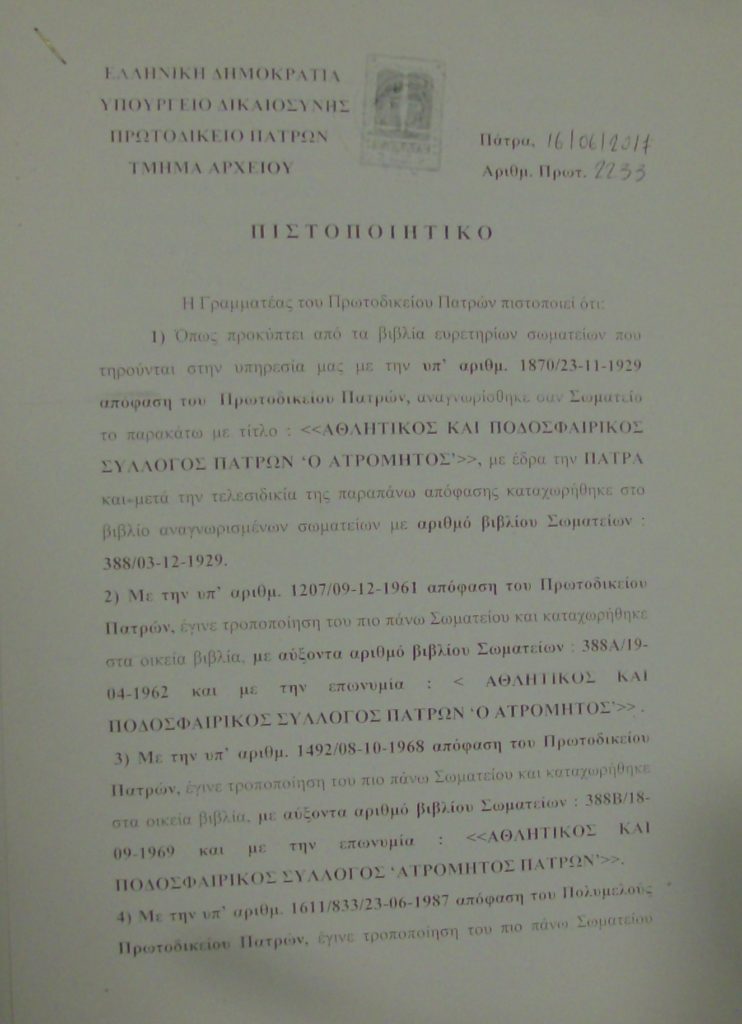 ΕΛΛΗΝΙΚΗ ΔΗΜΟΚΡΑΤΙΑ
ΥΠΟΥΡΓΕΙΟ ΔΙΚΑΙΟΣΥΝΗΣ
ΠΡΩΤΟΔΙΚΕΙΟ ΠΑΤΡΩΝ
ΤΜΗΜΑ ΑΡΧΕΙΟΥ
Πάτρα, 16/06/2017
Αριθμ. Πρωτ. 2233
ΠΙΣΤΟΠΟΙΗΤΙΚΟ
Η Γραμματέας του Πρωτοδικείου Πατρών πιστοποιεί ότι:
1) Όπως προκύπτει από τα βιβλία ευρετηρίων σωματείων που
τηρούνται στην υπηρεσία μας με την υπ’ αριθμ. 1870/23-11-1929
απόφαση του Πρωτοδικείου Πατρών, αναγνωρίσθηκε σαν Σωματείο
το παρακάτω με τίτλο : <<ΑΘΛΗΤΙΚΟΣ ΚΑΙ ΠΟΔΟΣΦΑΙΡΙΚΟΣ
ΣΥΛΛΟΓΟΣ ΠΑΤΡΩΝ ‘Ο ΑΤΡΟΜΗΤΟΣ’>>, με έδρα την ΠΑΤΡΑ
και μετά την τελεσιδικία της παραπάνω απόφασης καταχωρήθηκε στο
βιβλίο αναγνωρισμένων σωματείων με αριθμό βιβλίου Σωματείων :
388/03-12-1929.
2) Με την υπ’ αριθμ. 1207/09-12-1961 απόφαση του Πρωτοδικείου
Πατρών, έγινε τροποποίηση του πιο πάνω Σωματείου και καταχωρήθηκε
στα οικεία βιβλία, με αύξοντα αριθμό βιβλίου Σωματείων : 388Α/19-
04-1962 και με την επωνυμία : < ΑΘΛΗΤΙΚΟΣ ΚΑΙ
ΠΟΔΟΣΦΑΙΡΙΚΟΣ ΣΥΛΛΟΓΟΣ ΠΑΤΡΩΝ ‘Ο ΑΤΡΟΜΗΤΟΣ’>> .
3) Με την υπ’ αριθμ. 1492/08-10-1968 απόφαση του Πρωτοδικείου
Πατρών, έγινε τροποποίηση του πιο πάνω Σωματείου και καταχωρήθηκε
στα οικεία βιβλία, με αύξοντα αριθμό βιβλίου Σωματείων : 388Β/18-
09-1969 και με την επωνυμία : <<ΑΘΛΗΤΙΚΟΣ ΚΑΙ
ΠΟΔΟΣΦΑΙΡΙΚΟΣ ΣΥΛΛΟΓΟΣ ‘ΑΤΡΟΜΗΤΟΣ ΠΑΤΡΩΝ’>>.
4) Με την υπ’ αριθμ. 1611/833/23-06-1987 απόφαση του Πολυμελούς
Πρωτοδικείου Πατρών, έγινε τροποποίηση του πιο πάνω Σωματείου